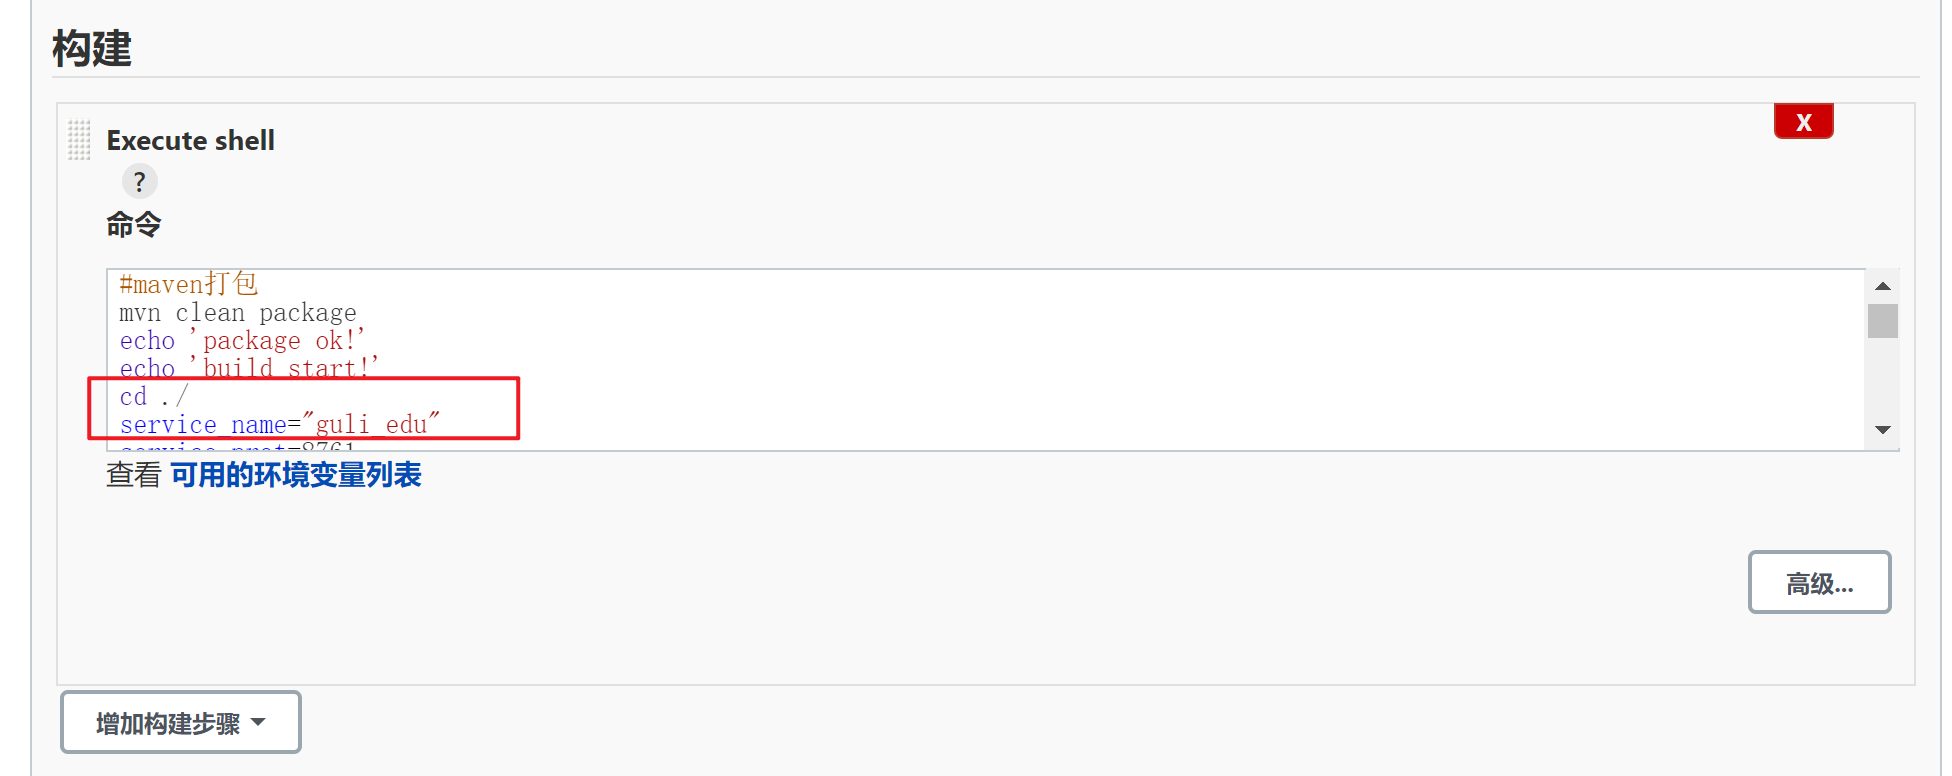 构建
Execute shell
X
?
命令
#maven打包
mvn clean package
echo 'package ok!'
echo 'build start!'
cd ./
service_name="guli_edu"
查看 可用的环境变量列表
高级...
增加构建步骤